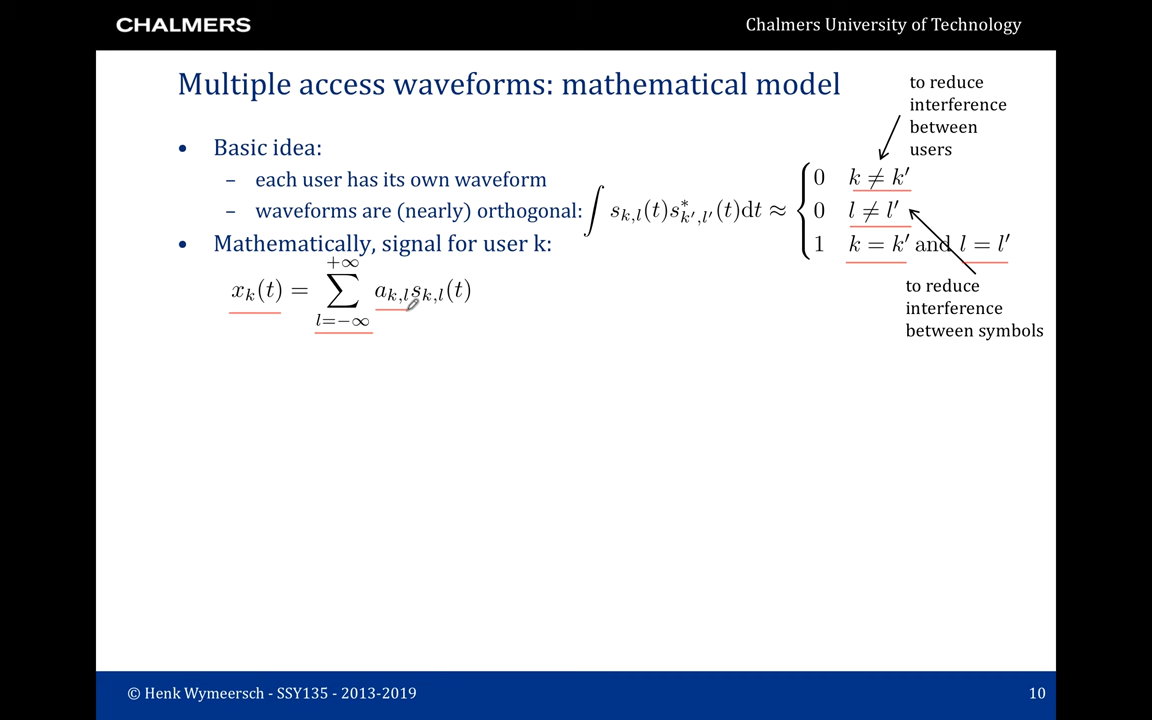 CHALMERS
Chalmers University of Technology
Multiple access waveforms: mathematical model
to reduce
interference
between
users
• Basic idea:
– each user has its own waveform
– waveforms are (nearly) orthogonal: ∫ s_{k,l}(t)s*_{k′,l′}(t)dt ≈ {
0 k ≠ k′
0 l ≠ l′
1 k = k′ and l = l′
• Mathematically, signal for user k:
x_k(t) = ∑_{l=−∞}^{+∞} a_{k,l}s_{k,l}(t)
to reduce
interference
between symbols
© Henk Wymeersch - SSY135 - 2013-2019
10